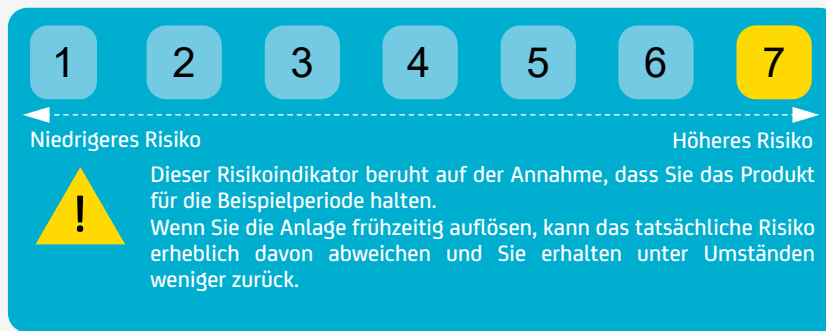 1 2 3 4 5 6 7
Niedrigeres Risiko Höheres Risiko
!
Dieser Risikoindikator beruht auf der Annahme, dass Sie das Produkt
für die Beispielperiode halten.
Wenn Sie die Anlage frühzeitig auflösen, kann das tatsächliche Risiko
erheblich davon abweichen und Sie erhalten unter Umständen
weniger zurück.